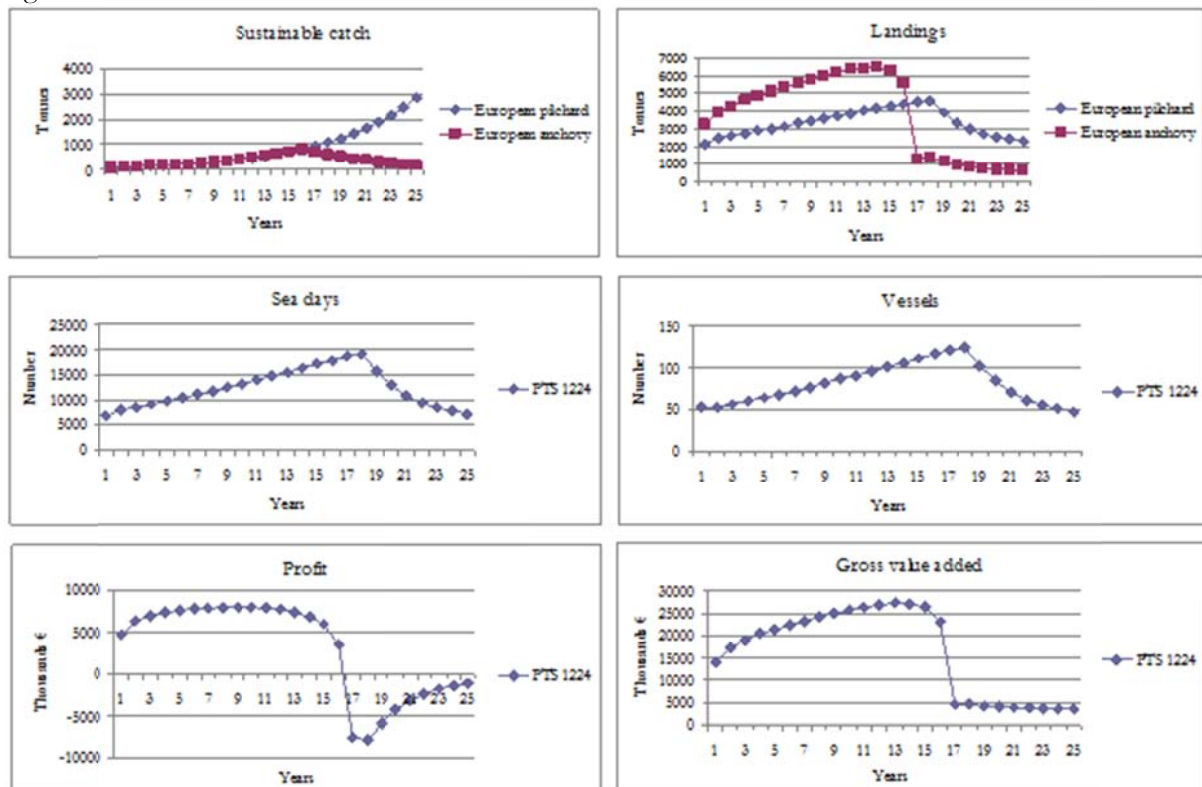 Sustainable catch
Tonnes
4000
3000
2000
1000
0
1 3 5 7 9 11 13 15 17 19 21 23 25
Years
European pilchard
European anchovy
Landings
Tonnes
7000
6000
5000
4000
3000
2000
1000
0
1 3 5 7 9 11 13 15 17 19 21 23 25
Years
European pilchard
European anchovy
Sea days
Number
25000
20000
15000
10000
5000
0
1 3 5 7 9 11 13 15 17 19 21 23 25
Years
PTS 1224
Vessels
Number
150
100
50
0
1 3 5 7 9 11 13 15 17 19 21 23 25
Years
PTS 1224
Profit
Thousands €
10000
5000
0
-5000
-10000
1 3 5 7 9 11 13 15 17 19 21 23 25
Years
PTS 1224
Gross value added
Thousands €
30000
25000
20000
15000
10000
5000
0
1 3 5 7 9 11 13 15 17 19 21 23 25
Years
PTS 1224